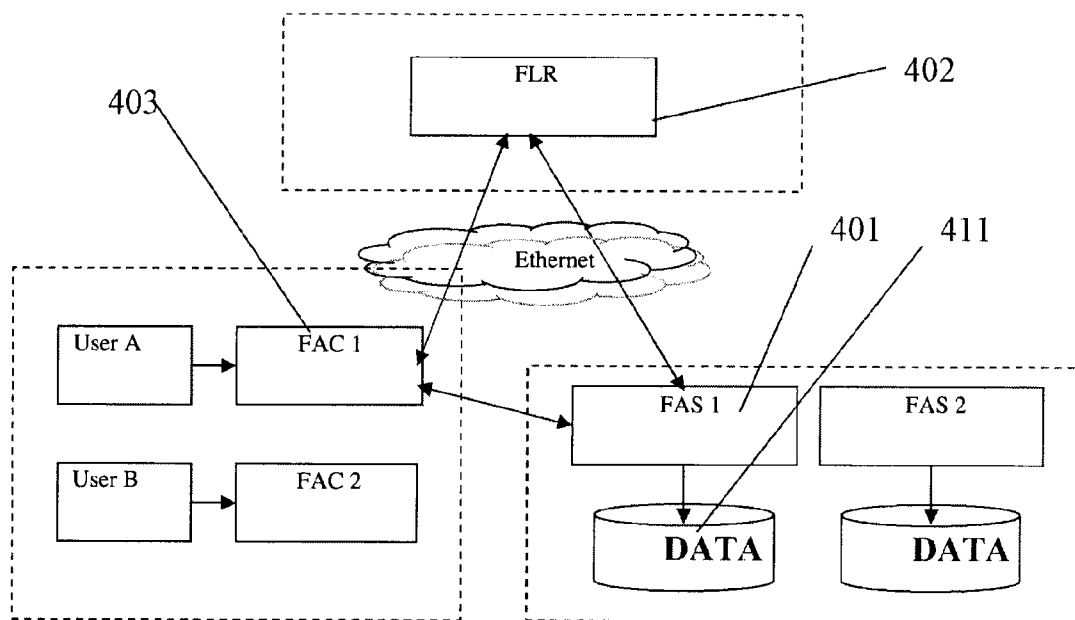 FLR
402
403
Ethernet
401
411
User A
FAC 1
FAS 1
FAS 2
User B
FAC 2
DATA
DATA